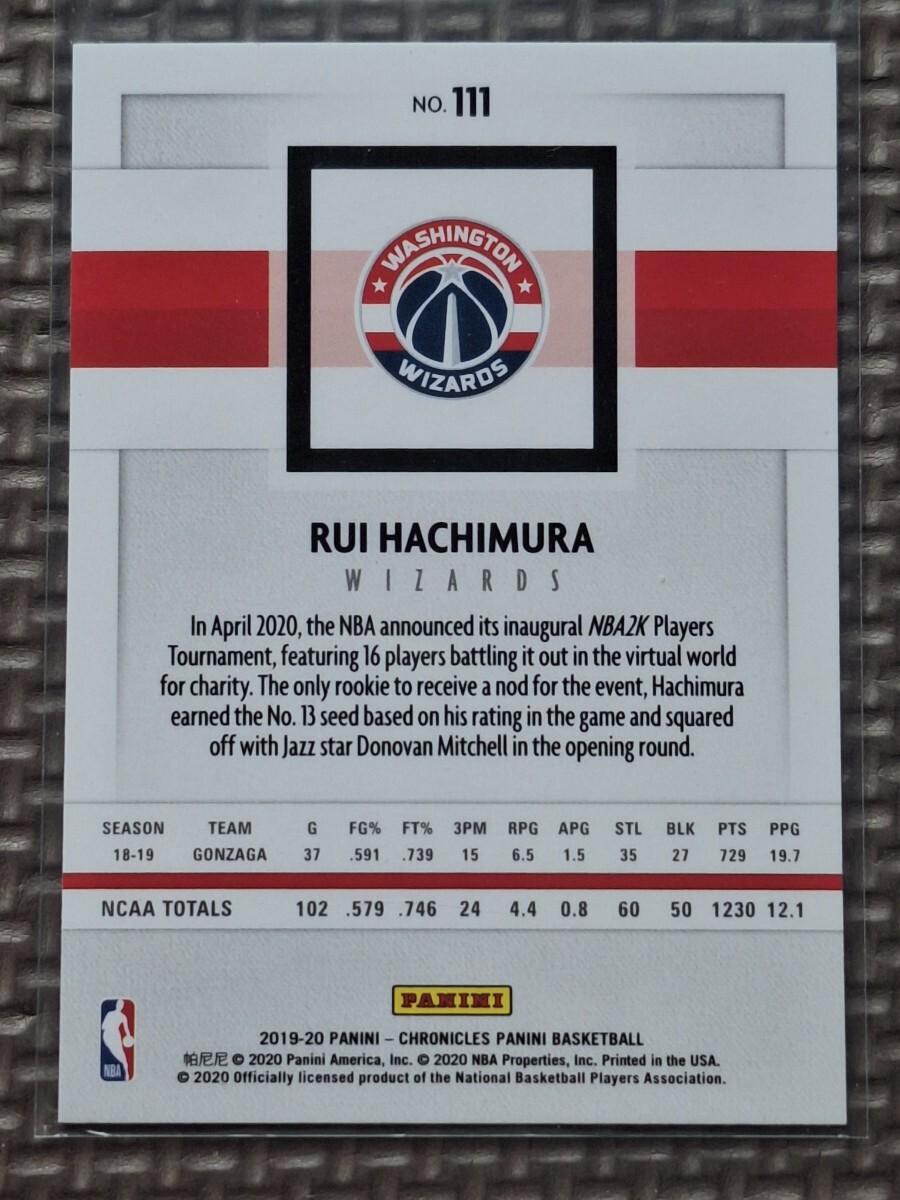 NO. 111
WASHINGTON
WIZARDS
RUI HACHIMURA
WIZARDS
In April 2020, the NBA announced its inaugural NBA2K Players
Tournament, featuring 16 players battling it out in the virtual world
for charity. The only rookie to receive a nod for the event, Hachimura
earned the No. 13 seed based on his rating in the game and squared
off with Jazz star Donovan Mitchell in the opening round.
SEASON TEAM G FG% FT% 3PM RPG APG STL BLK PTS PPG
18-19 GONZAGA 37 .591 .739 15 6.5 1.5 35 27 729 19.7
NCAA TOTALS 102 .579 .746 24 4.4 0.8 60 50 1230 12.1
PANINI
NBA
2019-20 PANINI – CHRONICLES PANINI BASKETBALL
帕尼尼 © 2020 Panini America, Inc. © 2020 NBA Properties, Inc. Printed in the USA.
© 2020 Officially licensed product of the National Basketball Players Association.